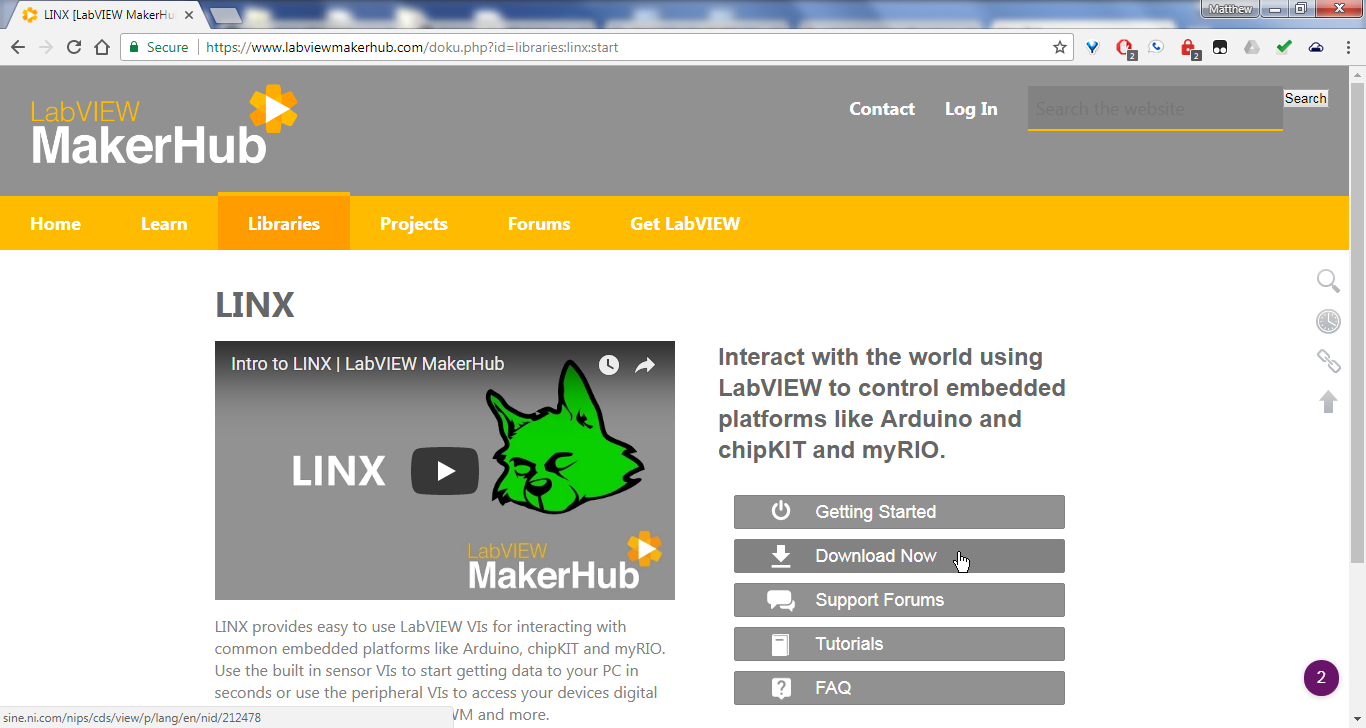 LINX [LabVIEW MakerHu
Matthew
Secure
https://www.labviewmakerhub.com/doku.php?id=libraries:linx:start
2
2
LabVIEW
MakerHub
Contact
Log In
Search the website
Search
Home
Learn
Libraries
Projects
Forums
Get LabVIEW
LINX
Intro to LINX | LabVIEW MakerHub
LINX
LabVIEW
MakerHub
Interact with the world using
LabVIEW to control embedded
platforms like Arduino and
chipKIT and myRIO.
Getting Started
Download Now
Support Forums
Tutorials
FAQ
LINX provides easy to use LabVIEW VIs for interacting with
common embedded platforms like Arduino, chipKIT and myRIO.
Use the built in sensor VIs to start getting data to your PC in
seconds or use the peripheral VIs to access your devices digital
WM and more.
2
sine.ni.com/nips/cds/view/p/lang/en/nid/212478